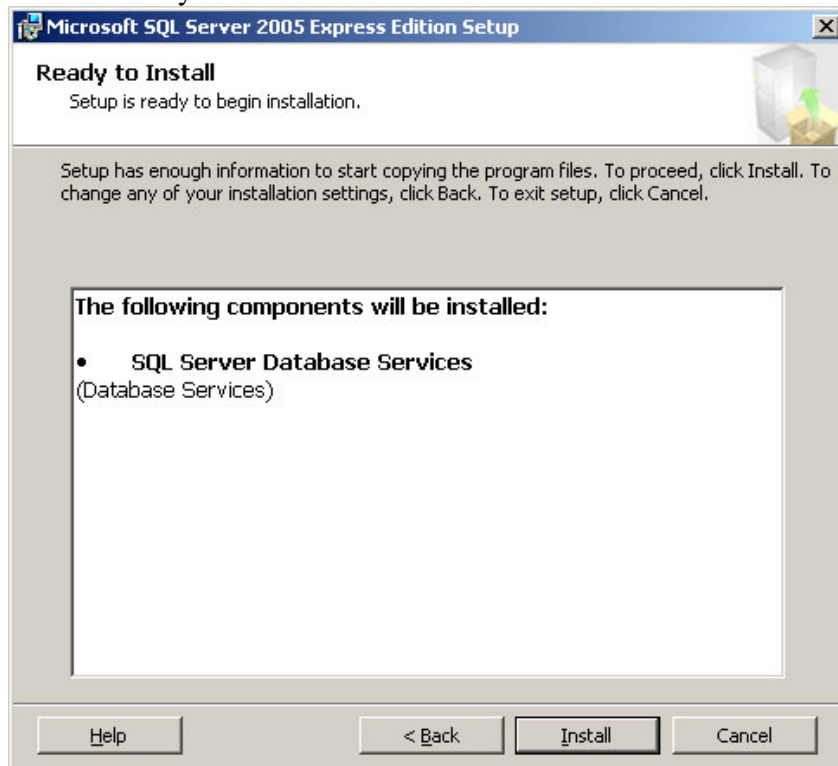 Microsoft SQL Server 2005 Express Edition Setup
Ready to Install
Setup is ready to begin installation.
Setup has enough information to start copying the program files. To proceed, click Install. To
change any of your installation settings, click Back. To exit setup, click Cancel.
The following components will be installed:
• SQL Server Database Services
(Database Services)
Help < Back Install Cancel